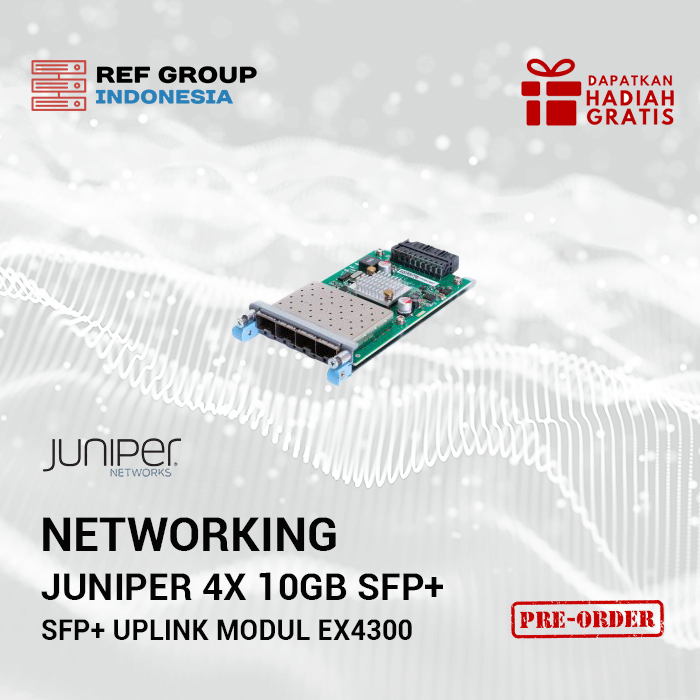 REF GROUP
INDONESIA
DAPATKAN
HADIAH
GRATIS
JUNIPER
NETWORKS
NETWORKING
JUNIPER 4X 10GB SFP+
SFP+ UPLINK MODUL EX4300
PRE-ORDER